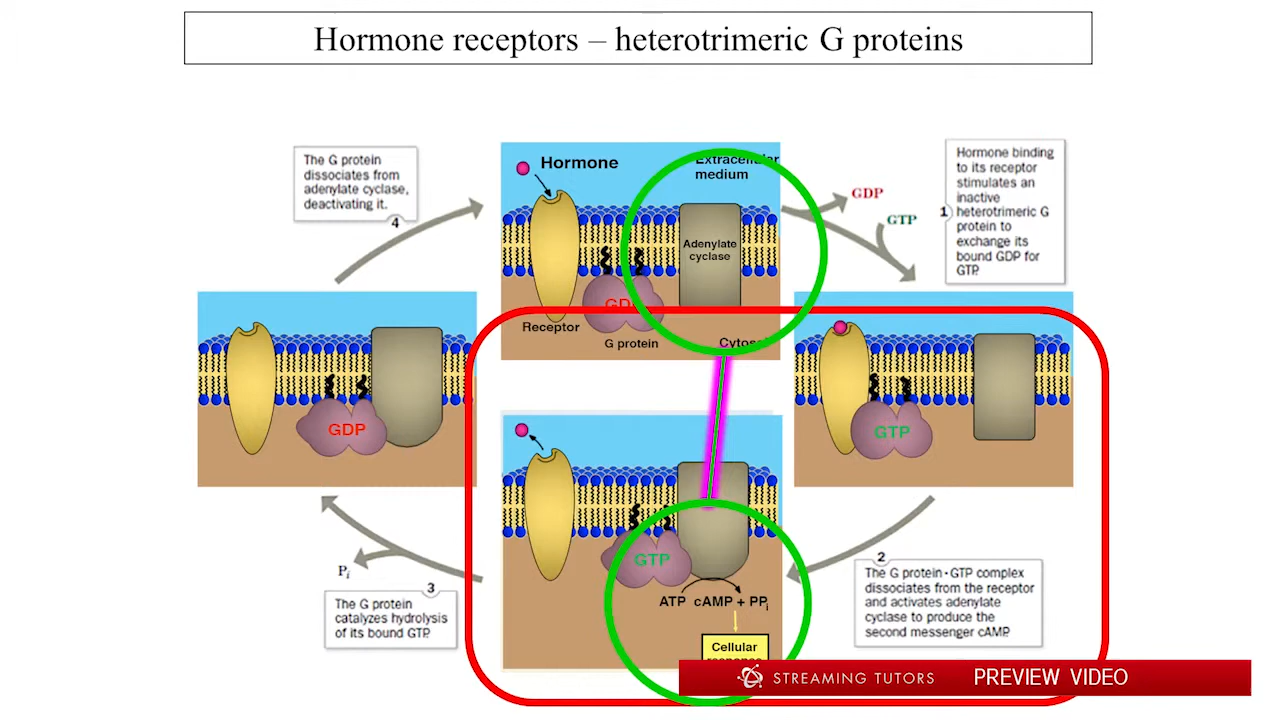 Hormone receptors – heterotrimeric G proteins
The G protein
dissociates from
adenylate cyclase,
deactivating it.
4
Hormone
Extracellular
medium
Adenylate
cyclase
GDP
Receptor
G protein
Cytosol
GDP
GTP
Hormone binding
to its receptor
stimulates an
inactive
1 heterotrimeric G
protein to
exchange its
bound GDP for
GTP.
GDP
GTP
GTP
ATP cAMP + PPi
Cellular
response
Pi
3
The G protein
catalyzes hydrolysis
of its bound GTP.
2
The G protein·GTP complex
dissociates from the receptor
and activates adenylate
cyclase to produce the
second messenger cAMP.
STREAMING TUTORS PREVIEW VIDEO